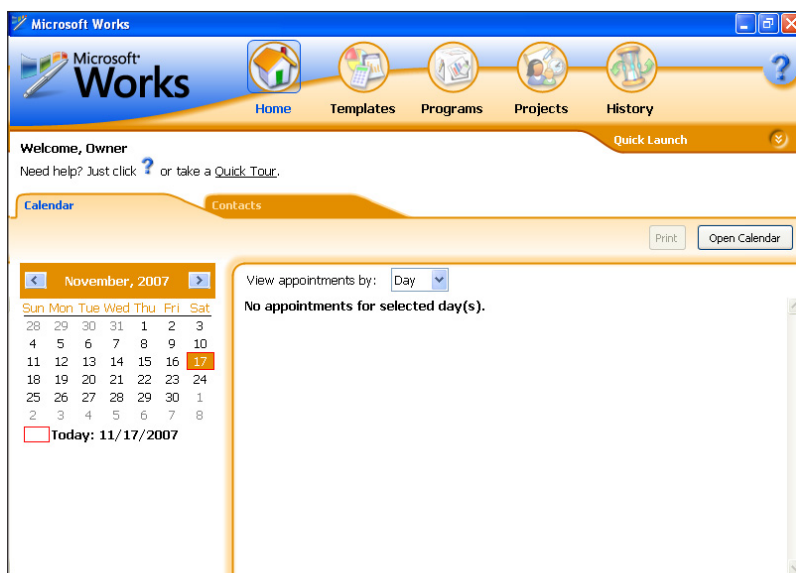 Microsoft Works
Microsoft
Works
Home Templates Programs Projects History
?
Quick Launch
Welcome, Owner
Need help? Just click ? or take a Quick Tour.
Calendar Contacts
Print Open Calendar
November, 2007
View appointments by: Day
No appointments for selected day(s).
Sun Mon Tue Wed Thu Fri Sat
28 29 30 31 1 2 3
4 5 6 7 8 9 10
11 12 13 14 15 16 17
18 19 20 21 22 23 24
25 26 27 28 29 30 1
2 3 4 5 6 7 8
Today: 11/17/2007